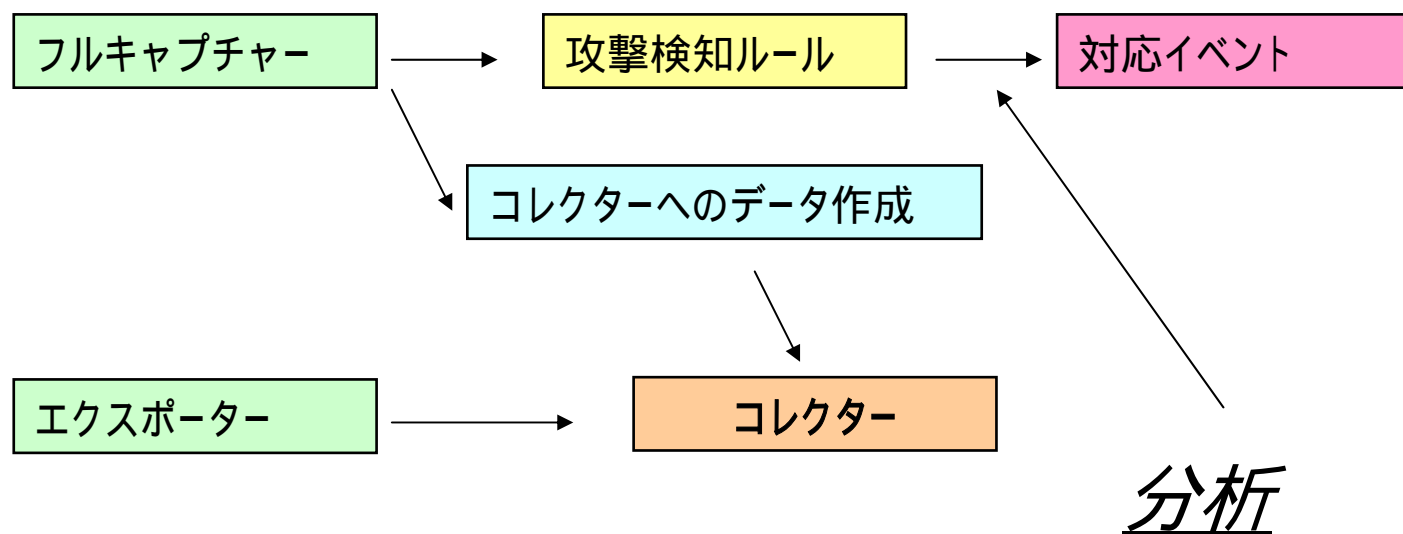 フルキャプチャー
攻撃検知ルール
対応イベント
コレクターへのデータ作成
エクスポーター
コレクター
分析